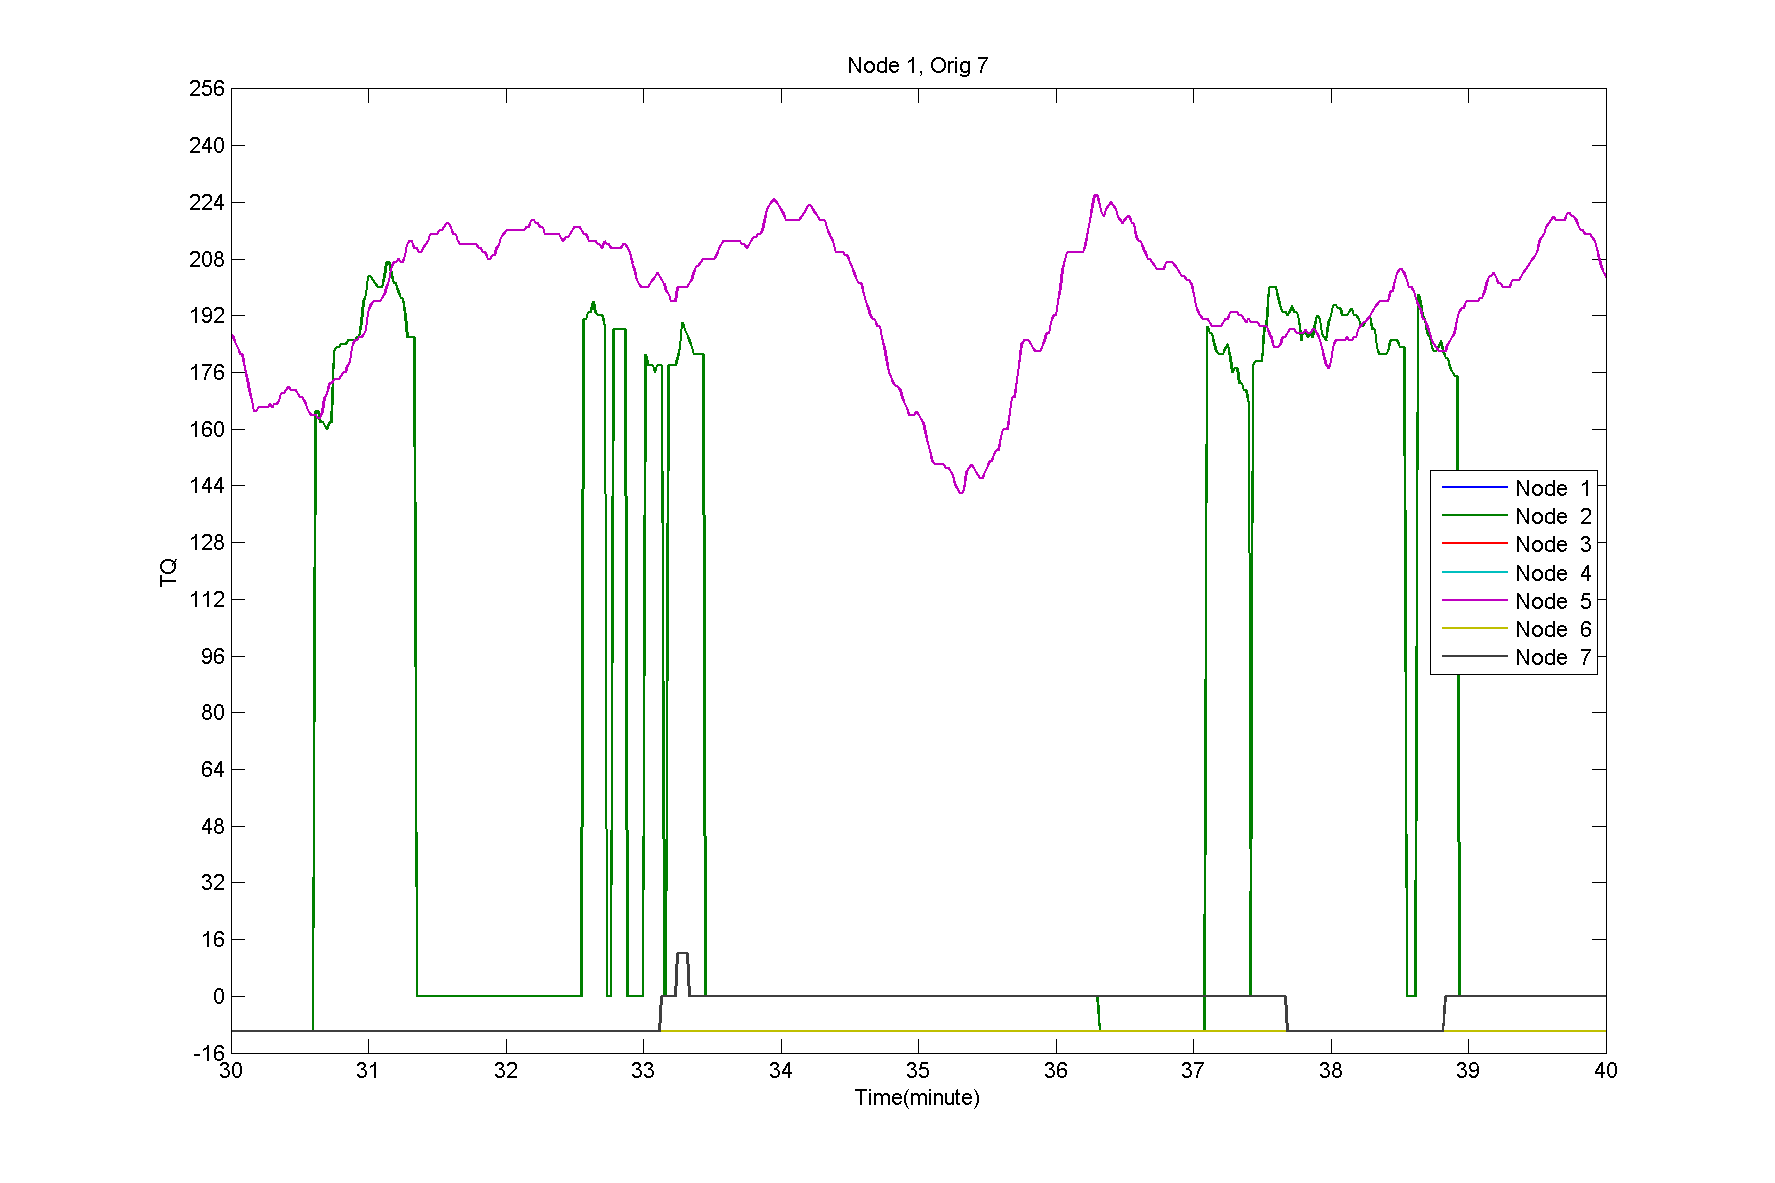 Node 1, Orig 7
256
240
224
208
192
176
160
144
128
112
96
80
64
48
32
16
0
-16
TQ
30 31 32 33 34 35 36 37 38 39 40
Time(minute)
Node 1
Node 2
Node 3
Node 4
Node 5
Node 6
Node 7